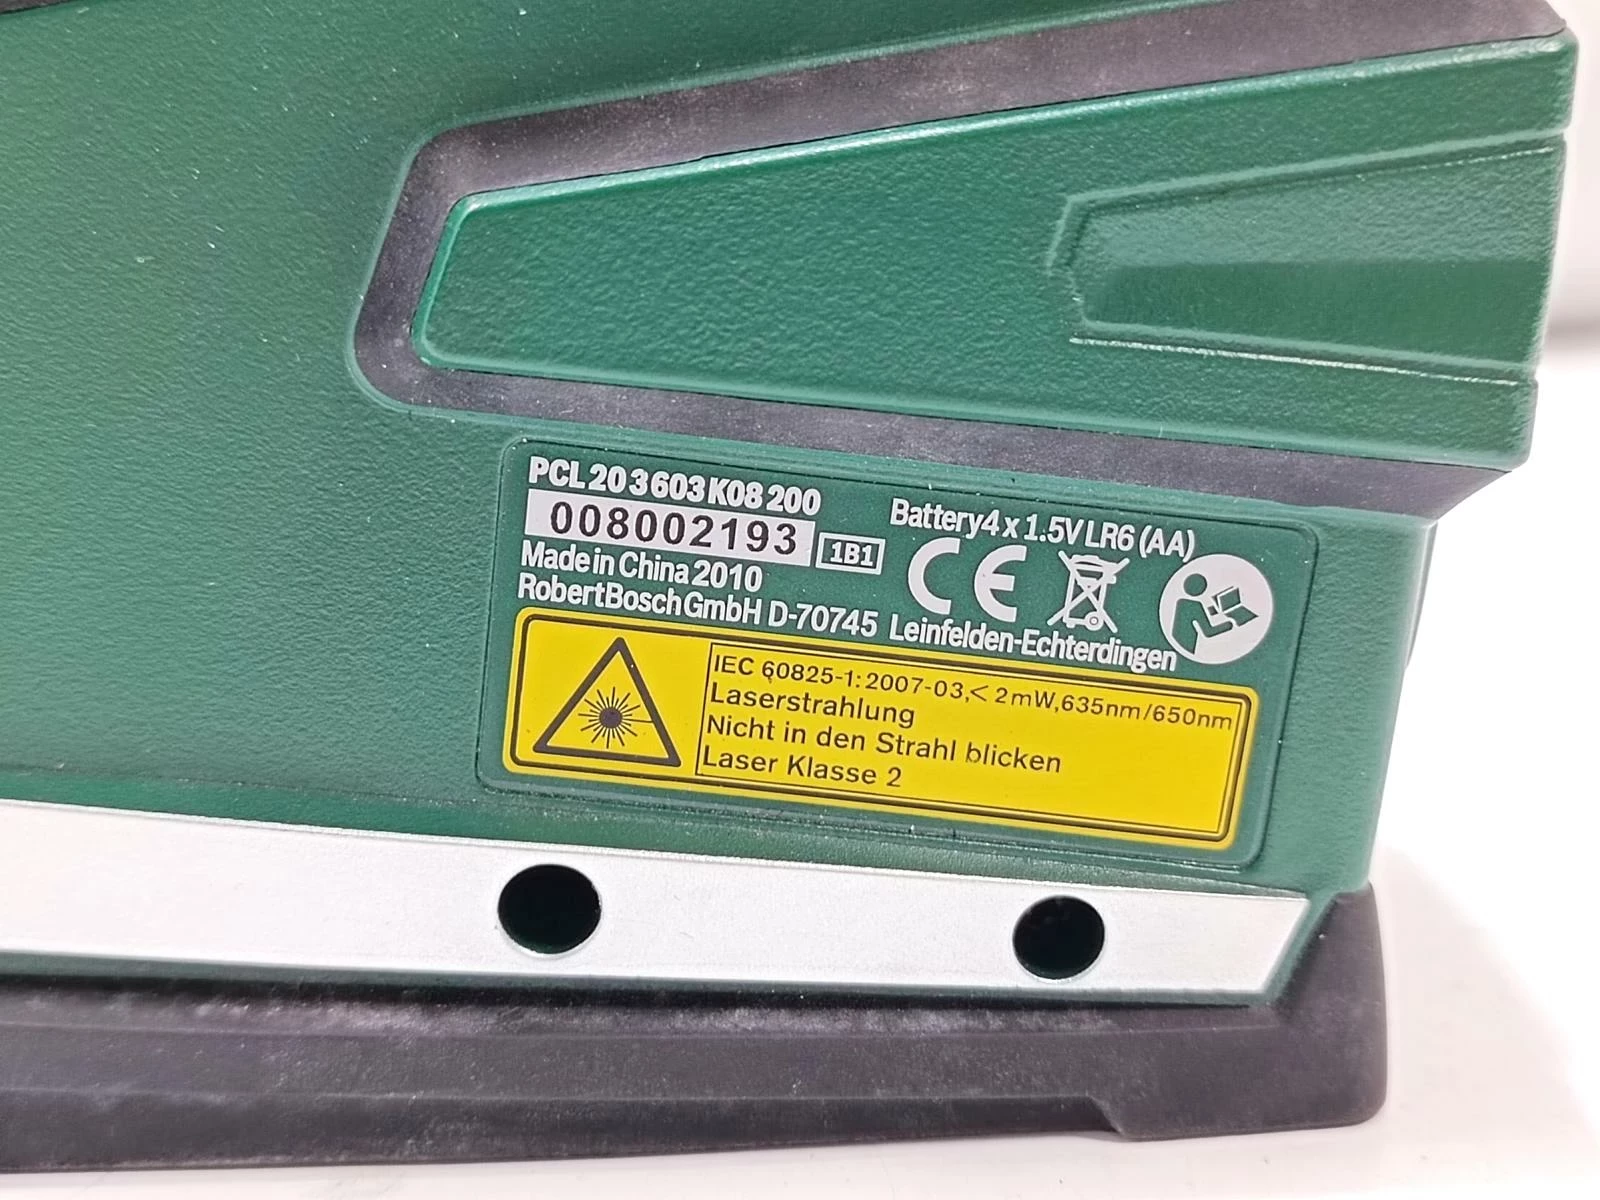 PCL 20 3 603 K08 200
008002193 1B1
Made in China 2010
Battery 4 x 1.5V LR6 (AA)
CE
Robert Bosch GmbH D-70745 Leinfelden-Echterdingen
IEC 60825-1:2007-03,< 2mW,635nm/650nm
Laserstrahlung
Nicht in den Strahl blicken
Laser Klasse 2